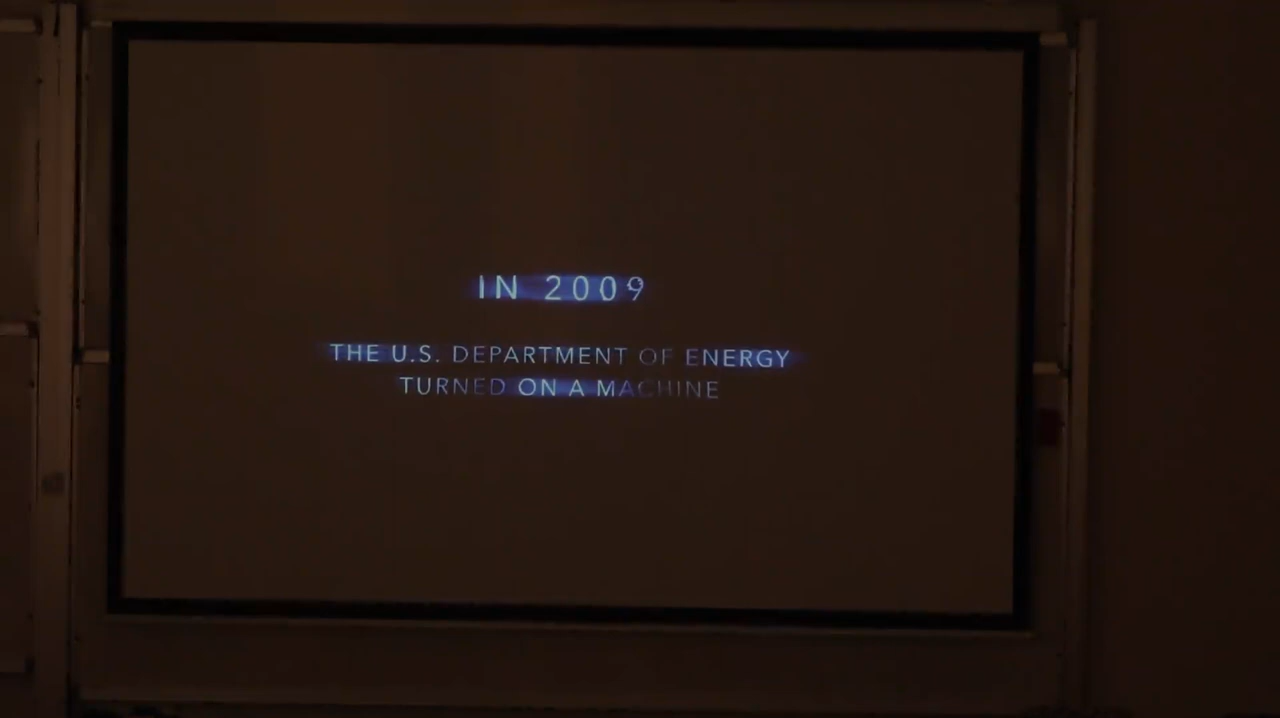 IN 2009
THE U.S. DEPARTMENT OF ENERGY
TURNED ON A MACHINE